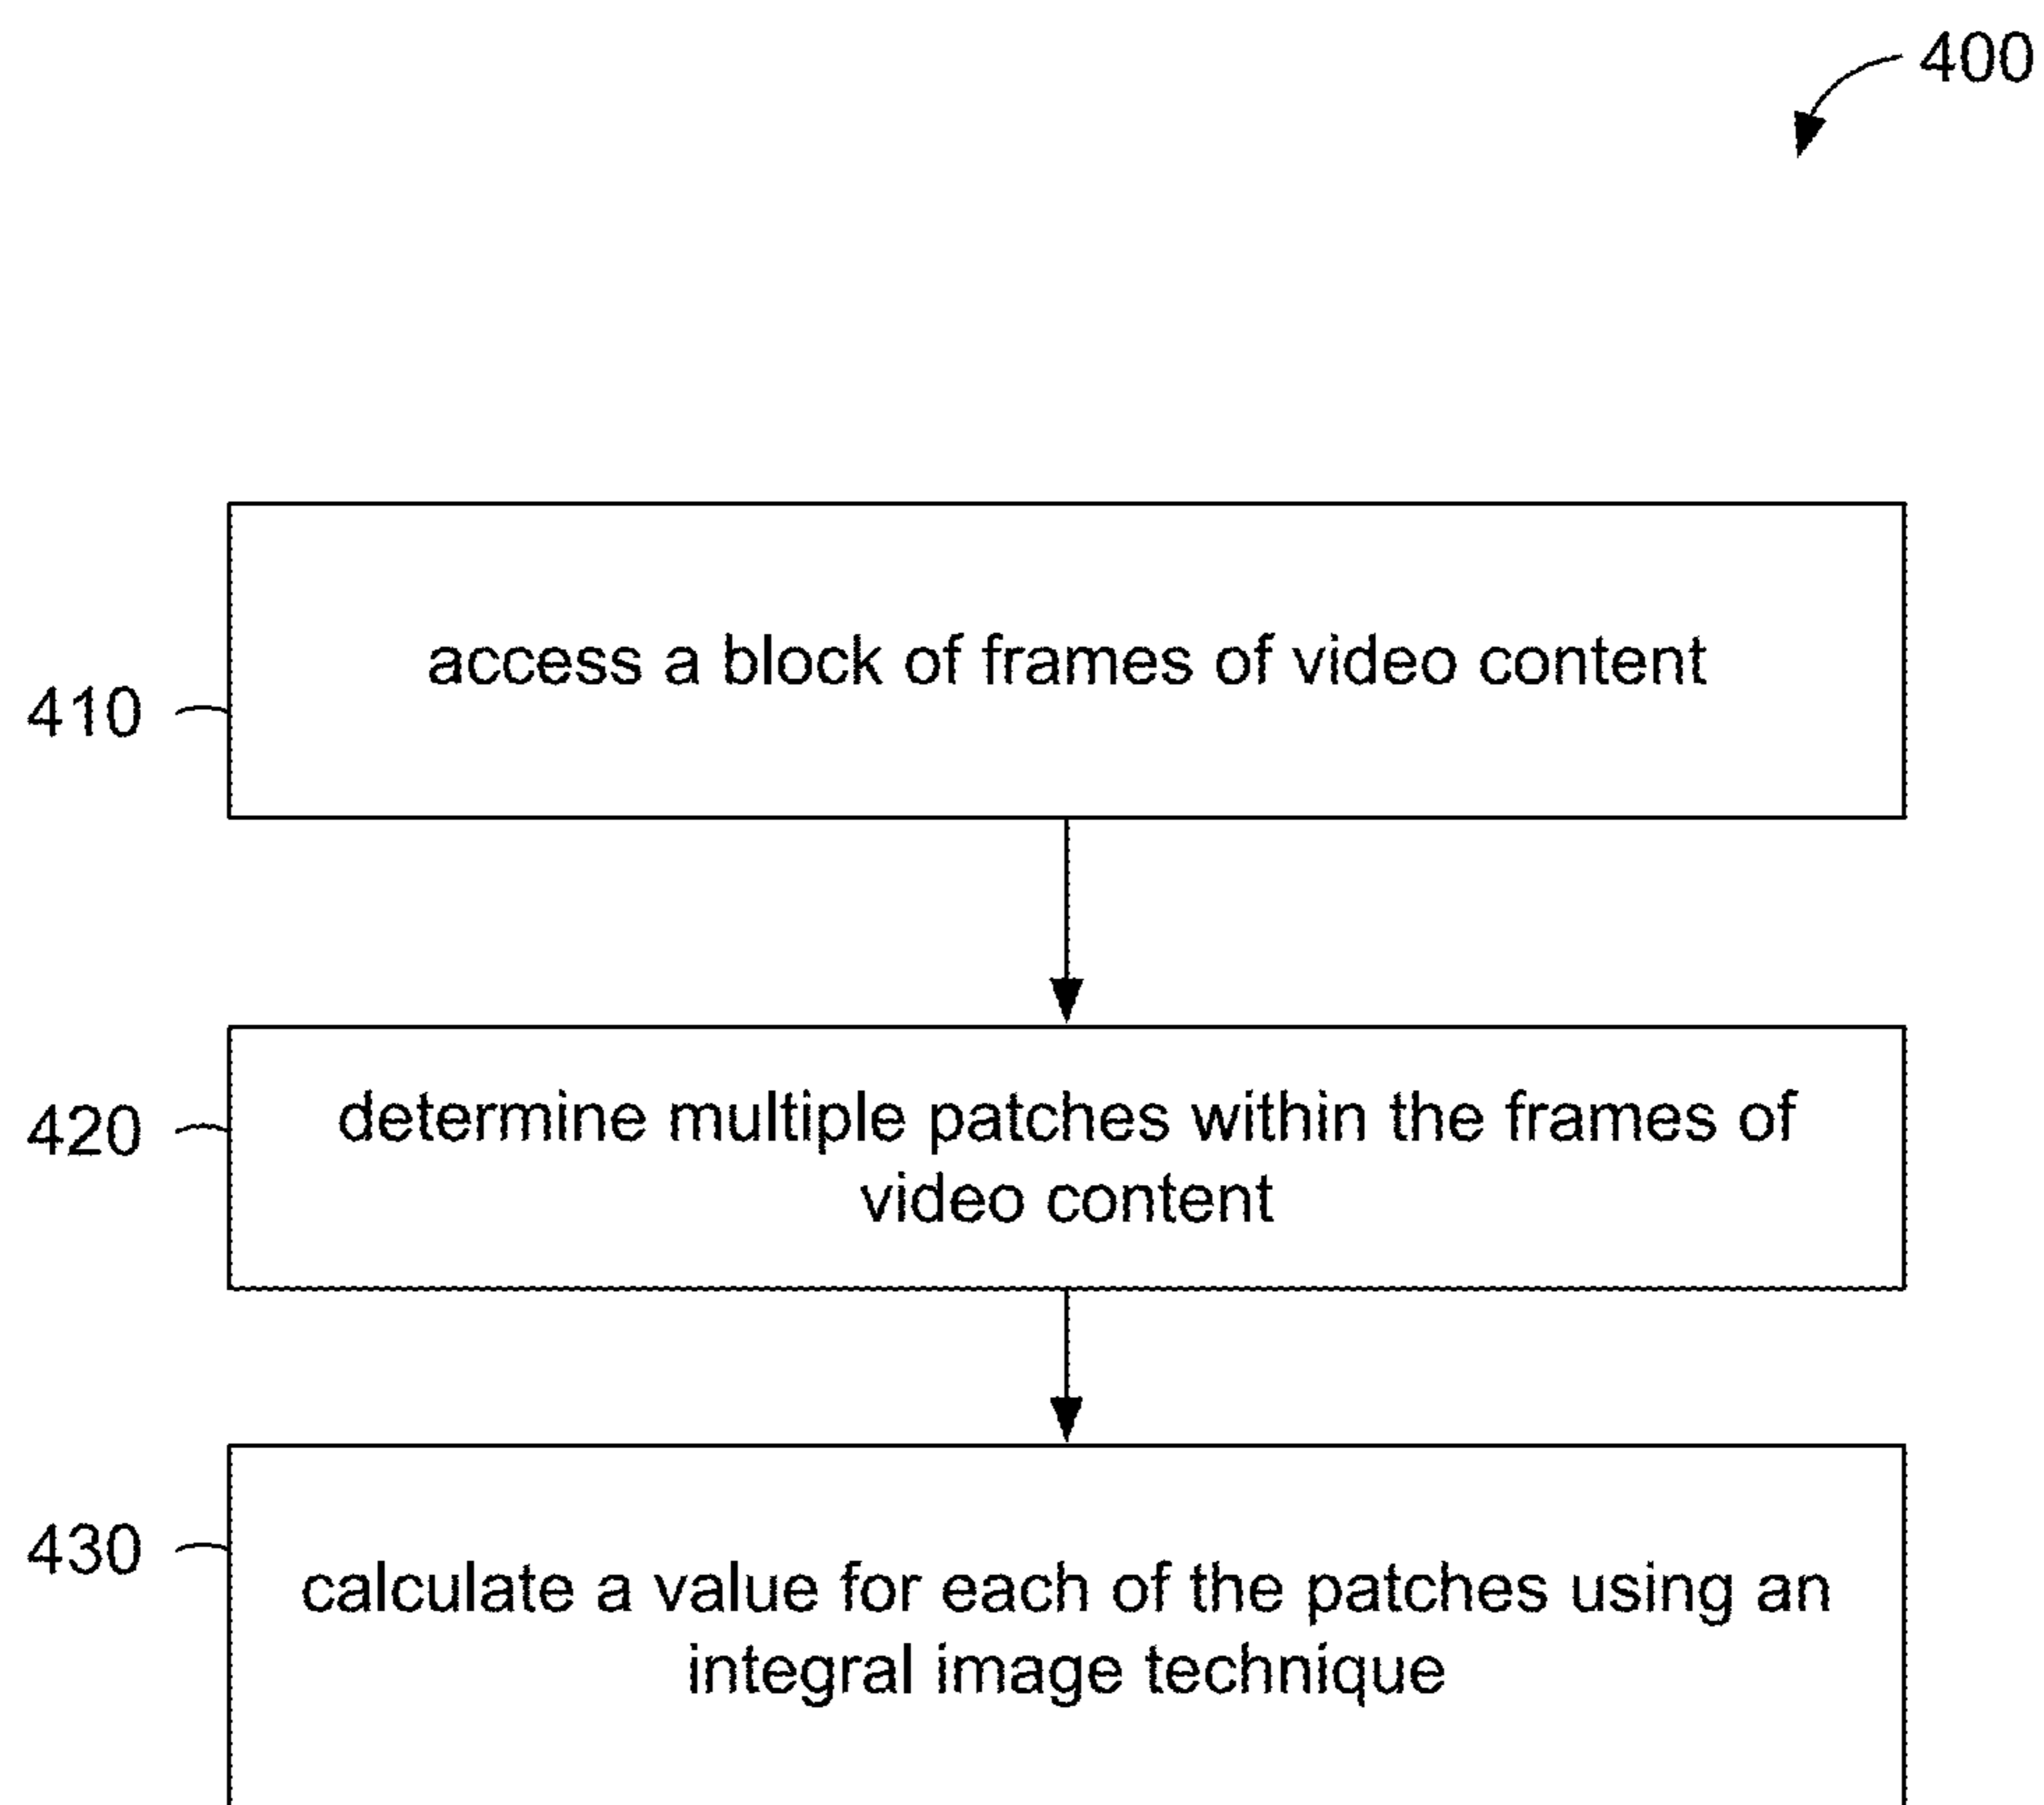 400
access a block of frames of video content
410
determine multiple patches within the frames of
420
video content
calculate a value for each of the patches using an
430
integral image technique